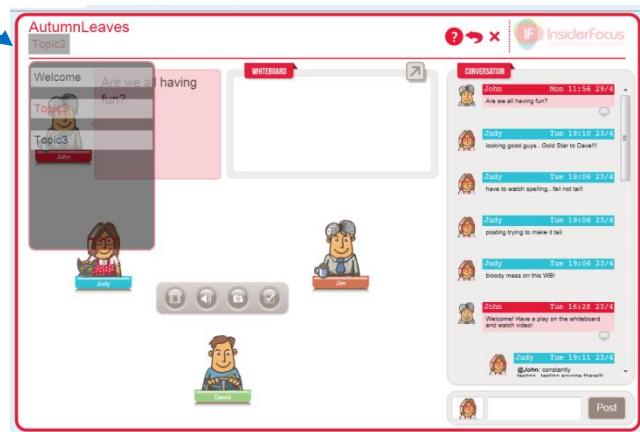 AutumnLeaves
Topic2
InsiderFocus
Welcome
Topic2
Topic3
John
Are we all having
fun?
WHITEBOARD
Judy
Jim
David
CONVERSATION
John Mon 11:56 29/4
Are we all having fun?
Judy Tue 19:10 23/4
looking good guys...Gold Star to Dave!!!
Judy Tue 19:06 23/4
have to watch spelling...fail not tail!
Judy Tue 19:06 23/4
posting trying to make it tail
Judy Tue 19:06 23/4
bloody mess on this WB!
John Tue 16:28 23/4
Welcome! Have a play on the whiteboard
and watch video!
Judy Tue 19:11 23/4
@John: constantly
testing...testing anyone there!!!
Post